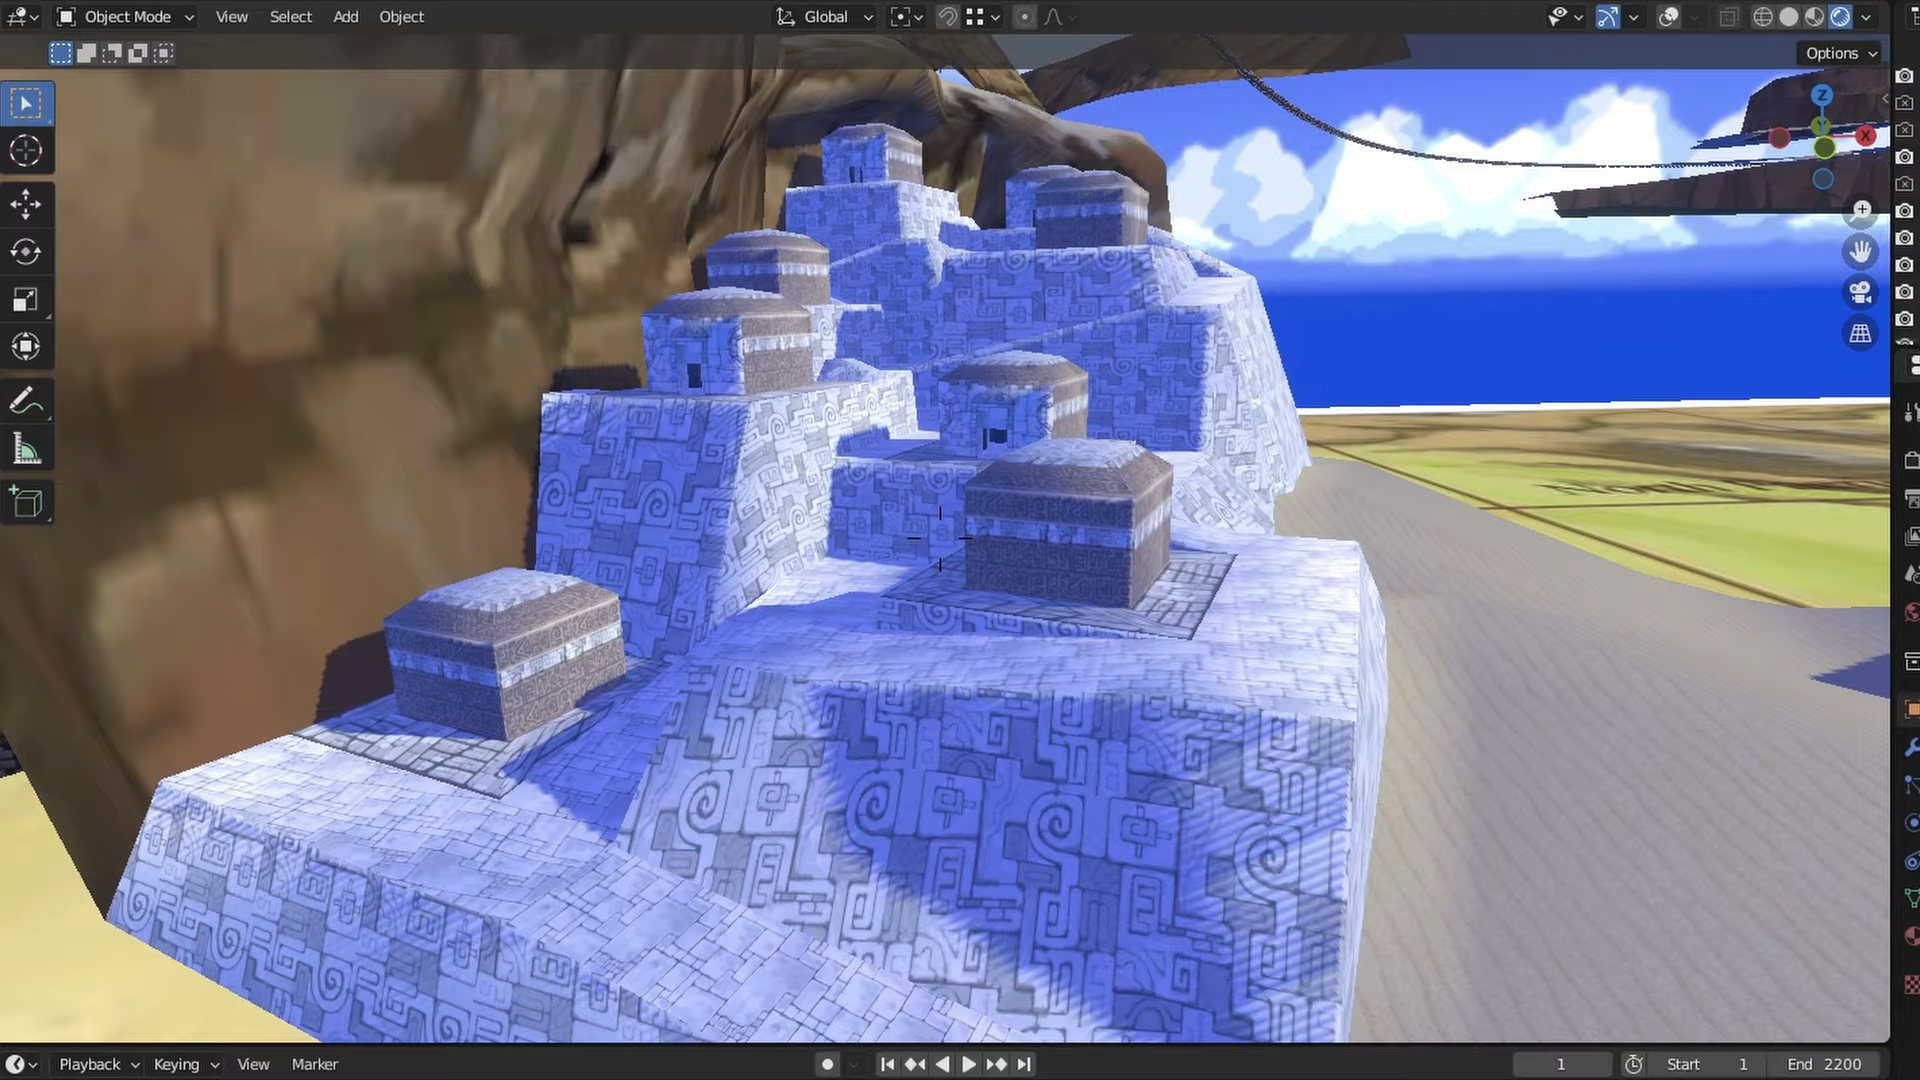 Object Mode View Select Add Object Global
Options
Z
X
Playback Keying View Marker 1 Start 1 End 2200